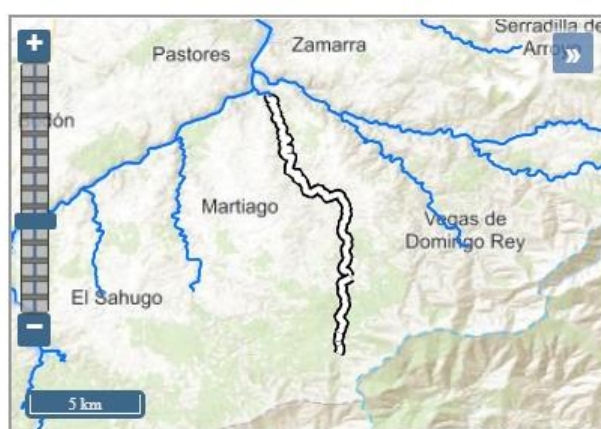 Serradilla de
Arroyo
Zamarra
Pastores
Martiago
Vegas de
Domingo Rey
El Sahugo
5 km